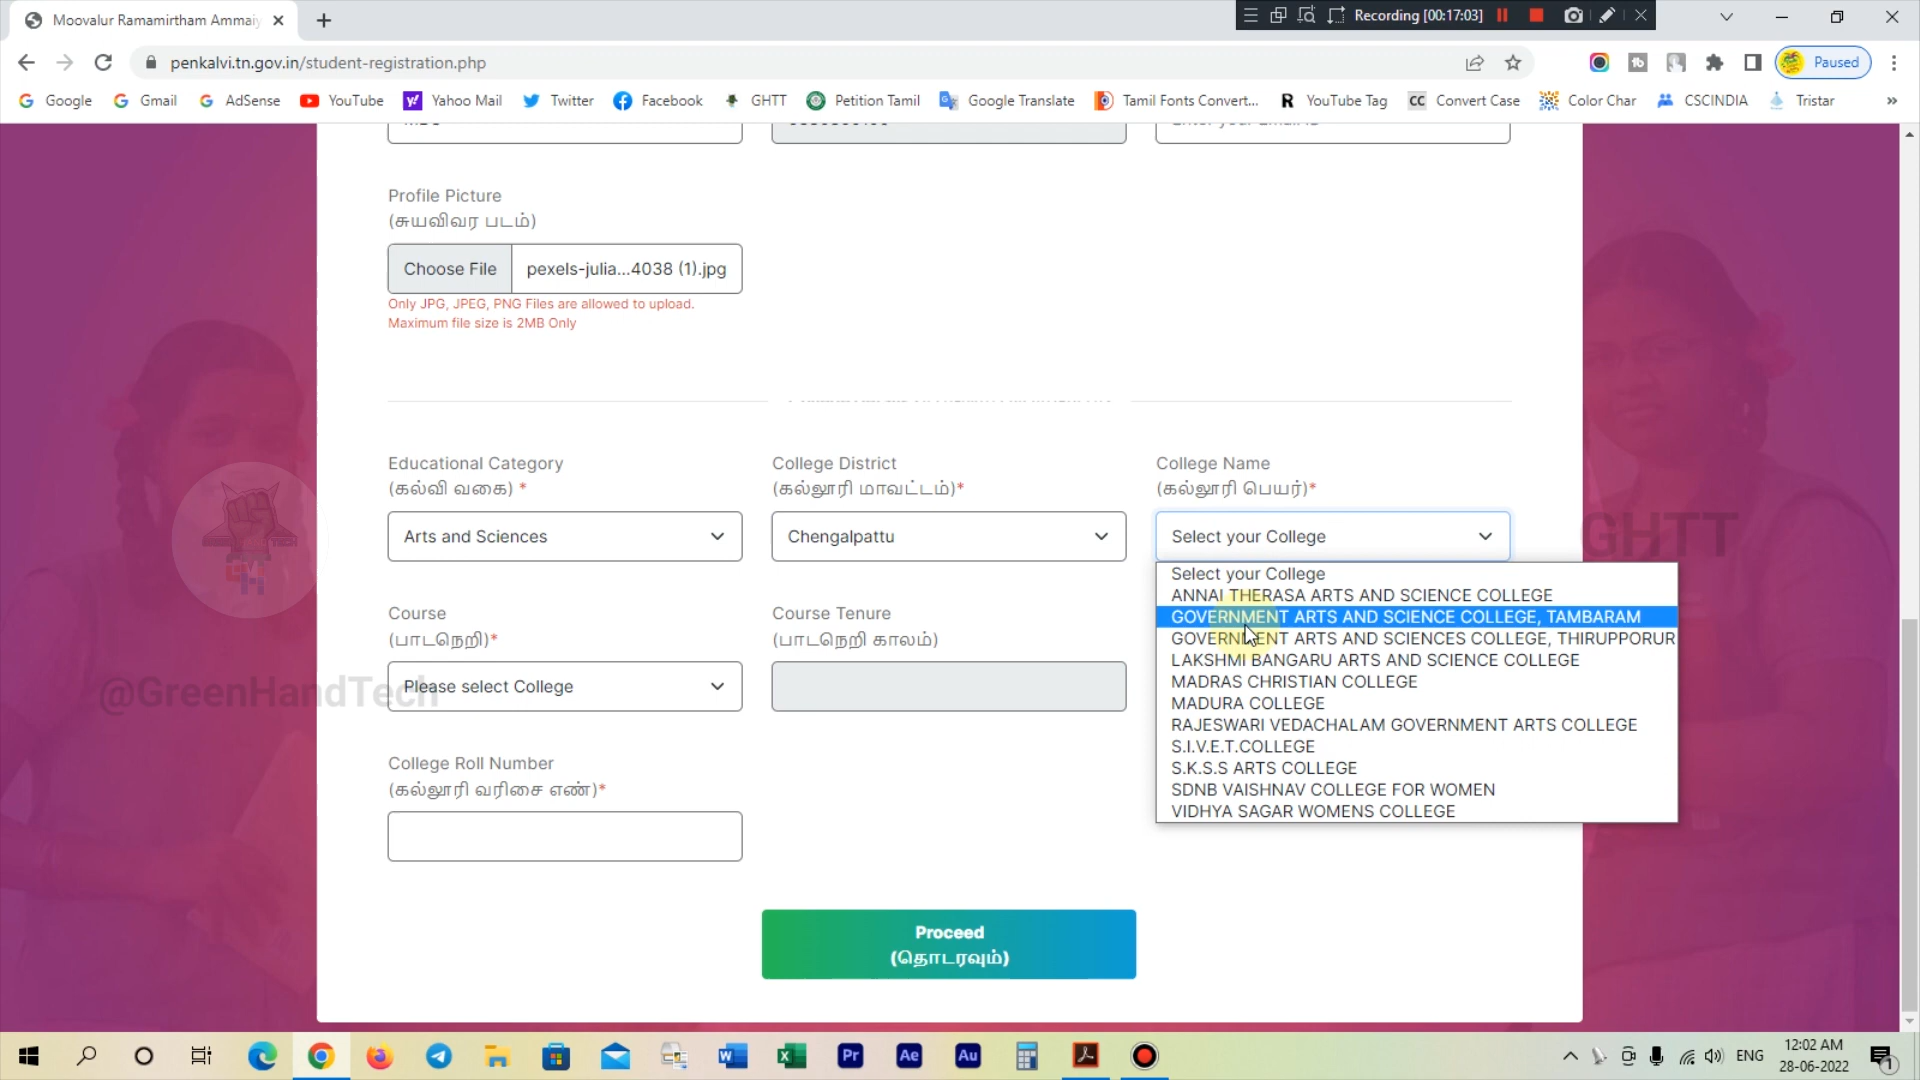 Moovalur Ramamirtham Ammaiy
Recording [00:17:03]
penkalvi.tn.gov.in/student-registration.php
Paused
Google
Gmail
AdSense
YouTube
Yahoo Mail
Twitter
Facebook
GHTT
Petition Tamil
Google Translate
Tamil Fonts Convert...
YouTube Tag
CC Convert Case
Color Char
CSCINDIA
Tristar
»
Profile Picture
(சுயவிவர படம்)
Choose File
pexels-julia...4038 (1).jpg
Only JPG, JPEG, PNG Files are allowed to upload.
Maximum file size is 2MB Only
Educational Category
(கல்வி வகை) *
Arts and Sciences
College District
(கல்லூரி மாவட்டம்)*
Chengalpattu
College Name
(கல்லூரி பெயர்)*
Select your College
Select your College
ANNAI THERASA ARTS AND SCIENCE COLLEGE
GOVERNMENT ARTS AND SCIENCE COLLEGE, TAMBARAM
GOVERNMENT ARTS AND SCIENCES COLLEGE, THIRUPPORUR
LAKSHMI BANGARU ARTS AND SCIENCE COLLEGE
MADRAS CHRISTIAN COLLEGE
MADURA COLLEGE
RAJESWARI VEDACHALAM GOVERNMENT ARTS COLLEGE
S.I.V.E.T.COLLEGE
S.K.S.S ARTS COLLEGE
SDNB VAISHNAV COLLEGE FOR WOMEN
VIDHYA SAGAR WOMENS COLLEGE
Course
(பாடநெறி)*
Please select College
Course Tenure
(பாடநெறி காலம்)
College Roll Number
(கல்லூரி வரிசை எண்)*
Proceed
(தொடரவும்)
@GreenHandTech
GHTT
ENG
12:02 AM
28-06-2022
1